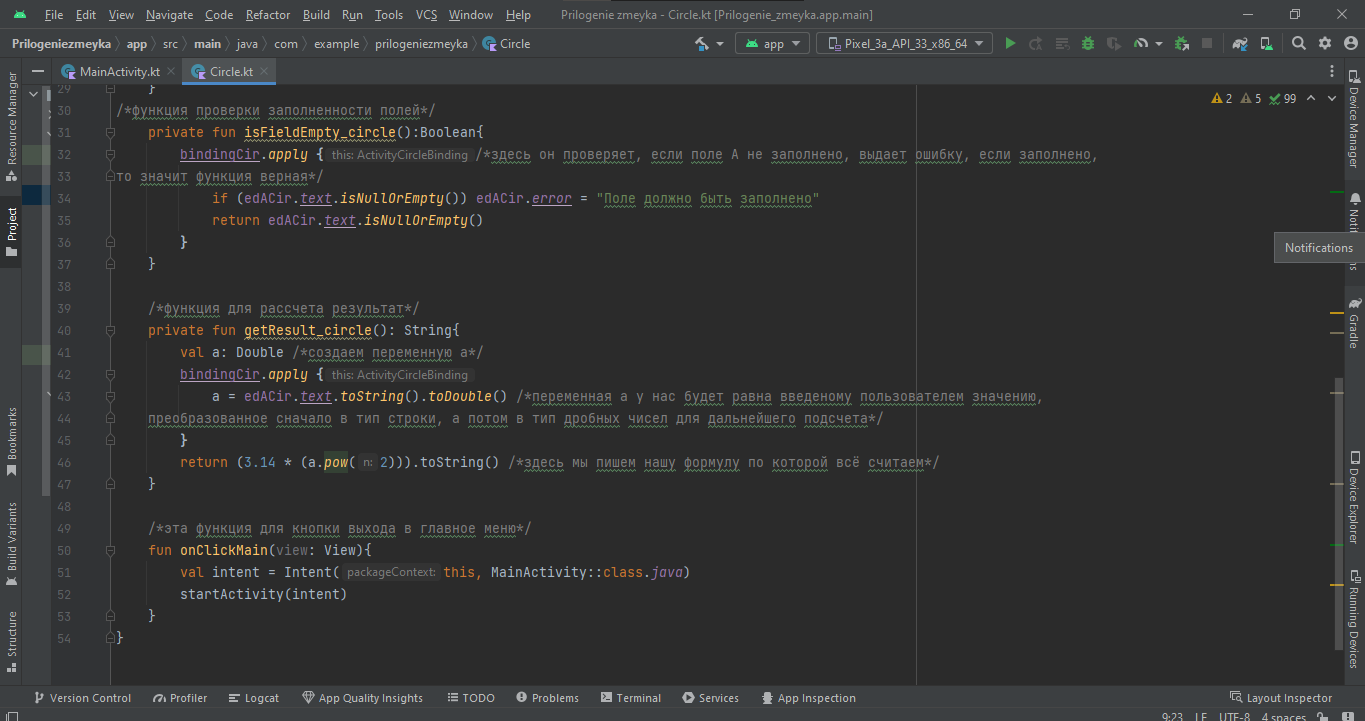 File Edit View Navigate Code Refactor Build Run Tools VCS Window Help Prilogenie zmeyka - Circle.kt [Prilogenie_zmeyka.app.main]
Prilogeniezmeyka app src main java com example prilogeniezmeyka Circle app Pixel_3a_API_33_x86_64
MainActivity.kt Circle.kt
Resource Manager
Project
Bookmarks
Build Variants
Structure
29 }
2 5 99
30 /*функция проверки заполненности полей*/
31 private fun isFieldEmpty_circle():Boolean{
32 bindingCir.apply { this: ActivityCircleBinding /*здесь он проверяет, если поле А не заполнено, выдает ошибку, если заполнено,
33 то значит функция верная*/
34 if (edACir.text.isNullOrEmpty()) edACir.error = "Поле должно быть заполнено"
35 return edACir.text.isNullOrEmpty()
36 }
37 }
38
39 /*функция для рассчета результат*/
40 private fun getResult_circle(): String{
41 val a: Double /*создаем переменную а*/
42 bindingCir.apply { this: ActivityCircleBinding
43 a = edACir.text.toString().toDouble() /*переменная а у нас будет равна введеному пользователем значению,
44 преобразованное сначало в тип строки, а потом в тип дробных чисел для дальнейшего подсчета*/
45 }
46 return (3.14 * (a.pow( n: 2))).toString() /*здесь мы пишем нашу формулу по которой всё считаем*/
47 }
48
49 /*эта функция для кнопки выхода в главное меню*/
50 fun onClickMain(view: View){
51 val intent = Intent( packageContext: this, MainActivity::class.java)
52 startActivity(intent)
53 }
54 }
Device Manager
Notifications
Gradle
Device Explorer
Running Devices
Version Control Profiler Logcat App Quality Insights TODO Problems Terminal Services App Inspection Layout Inspector
9:23 LF UTF-8 4 spaces